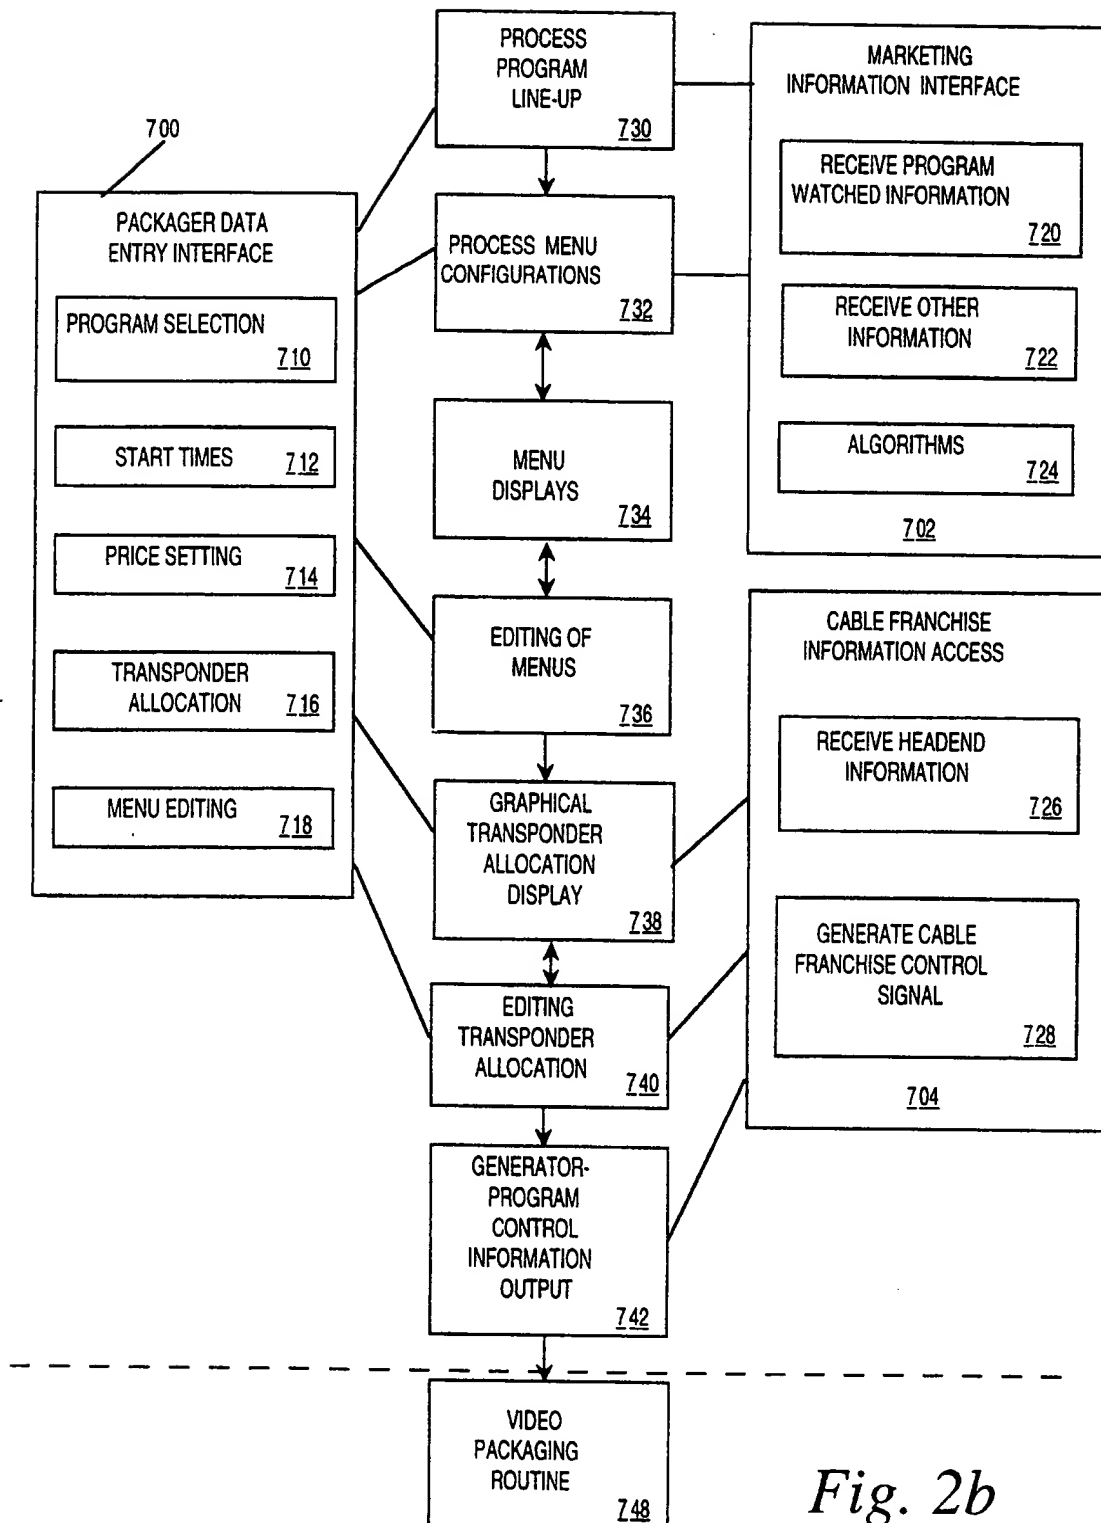 700
PACKAGER DATA
ENTRY INTERFACE
PROGRAM SELECTION
710
START TIMES
712
PRICE SETTING
714
TRANSPONDER
ALLOCATION
716
MENU EDITING
718
PROCESS
PROGRAM
LINE-UP
730
PROCESS MENU
CONFIGURATIONS
732
MENU
DISPLAYS
734
EDITING OF
MENUS
736
GRAPHICAL
TRANSPONDER
ALLOCATION
DISPLAY
738
EDITING
TRANSPONDER
ALLOCATION
740
GENERATOR-
PROGRAM
CONTROL
INFORMATION
OUTPUT
742
VIDEO
PACKAGING
ROUTINE
748
MARKETING
INFORMATION INTERFACE
RECEIVE PROGRAM
WATCHED INFORMATION
720
RECEIVE OTHER
INFORMATION
722
ALGORITHMS
724
702
CABLE FRANCHISE
INFORMATION ACCESS
RECEIVE HEADEND
INFORMATION
726
GENERATE CABLE
FRANCHISE CONTROL
SIGNAL
728
704
Fig. 2b